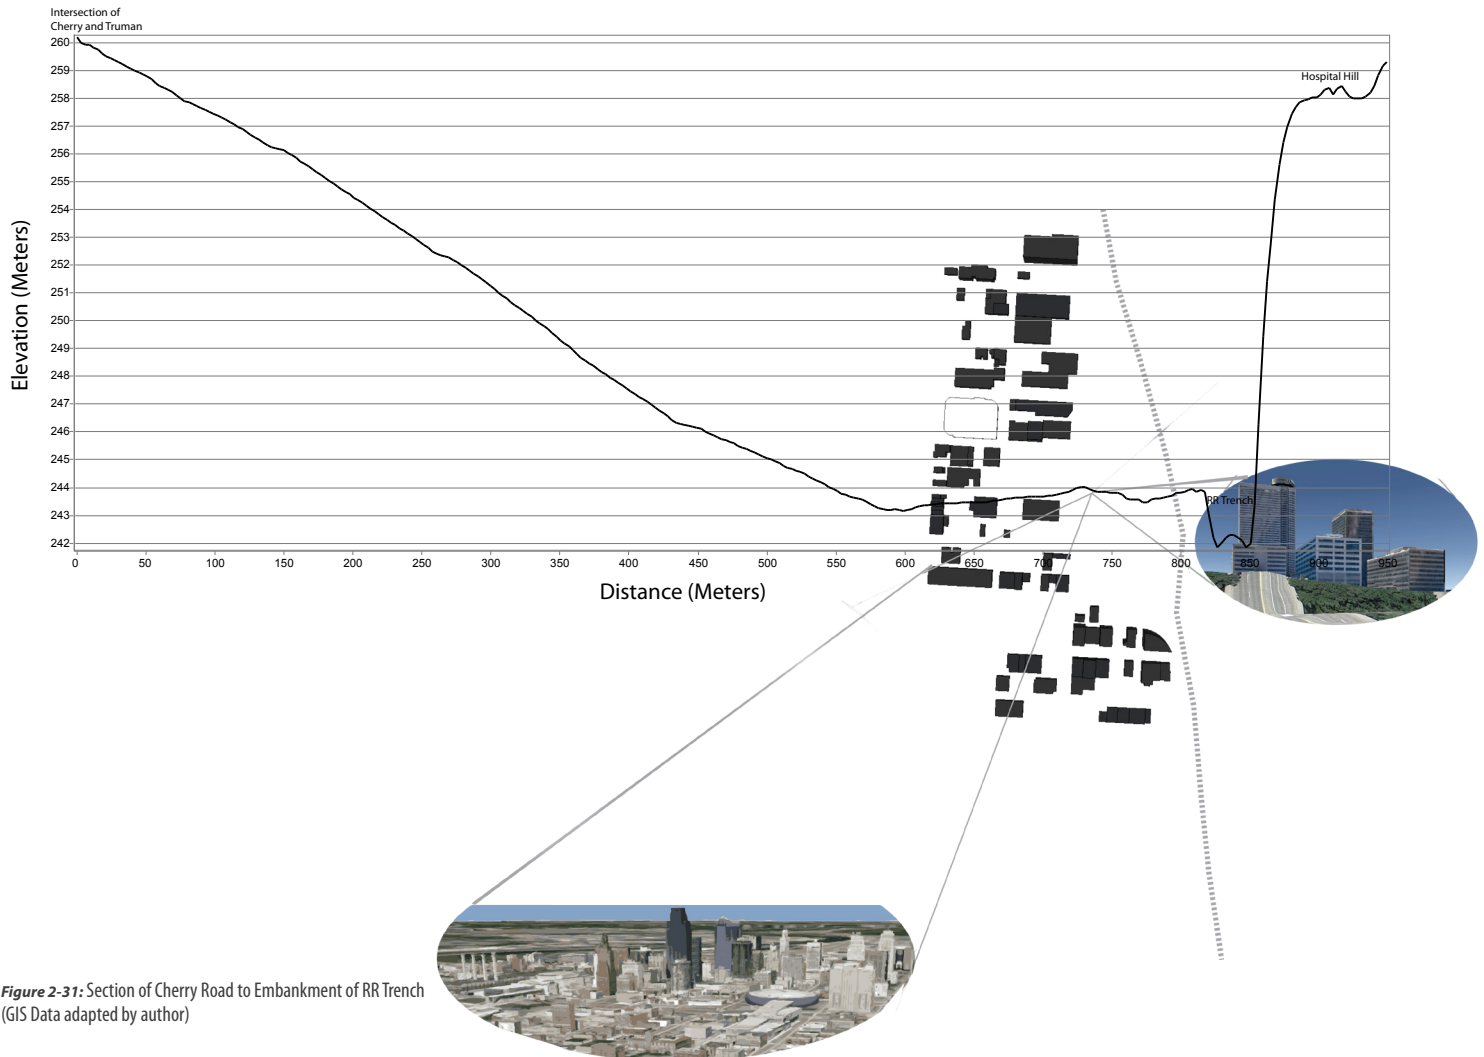 Intersection of
Cherry and Truman
260
259
Hospital Hill
258
257
256
255
254
253
252
251
250
249
248
247
246
245
244
RR Trench
243
242
Elevation (Meters)
0 50 100 150 200 250 300 350 400 450 500 550 600 650 700 750 800 850 900 950
Distance (Meters)
Figure 2-31: Section of Cherry Road to Embankment of RR Trench
(GIS Data adapted by author)